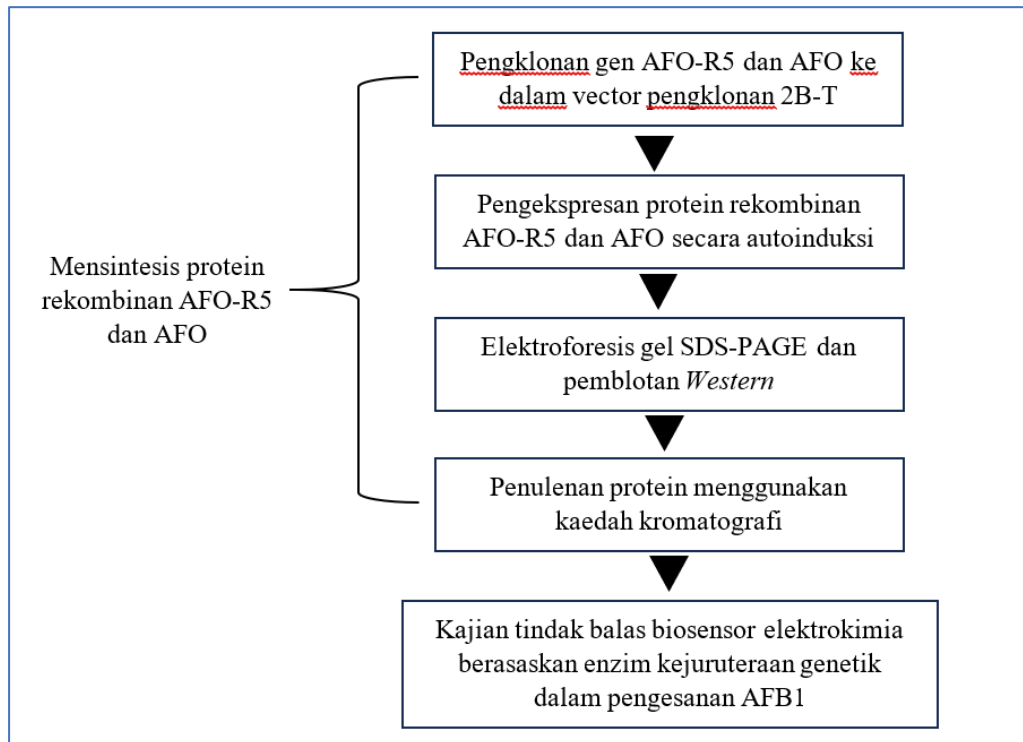 Pengklonan gen AFO-R5 dan AFO ke
dalam vector pengklonan 2B-T
Pengekspresan protein rekombinan
AFO-R5 dan AFO secara autoinduksi
Mensintesis protein
rekombinan AFO-R5
dan AFO
Elektroforesis gel SDS-PAGE dan
pemblotan Western
Penulenan protein menggunakan
kaedah kromatografi
Kajian tindak balas biosensor elektrokimia
berasaskan enzim kejuruteraan genetik
dalam pengesanan AFB1